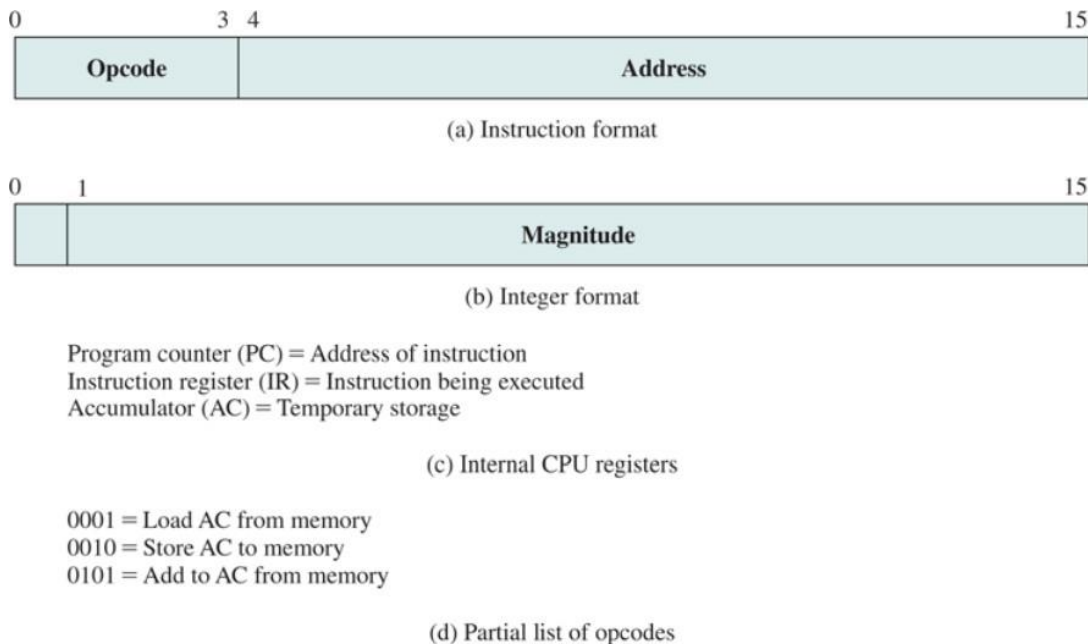 0 3 4 15
Opcode Address
(a) Instruction format
0 1 15
Magnitude
(b) Integer format
Program counter (PC) = Address of instruction
Instruction register (IR) = Instruction being executed
Accumulator (AC) = Temporary storage
(c) Internal CPU registers
0001 = Load AC from memory
0010 = Store AC to memory
0101 = Add to AC from memory
(d) Partial list of opcodes